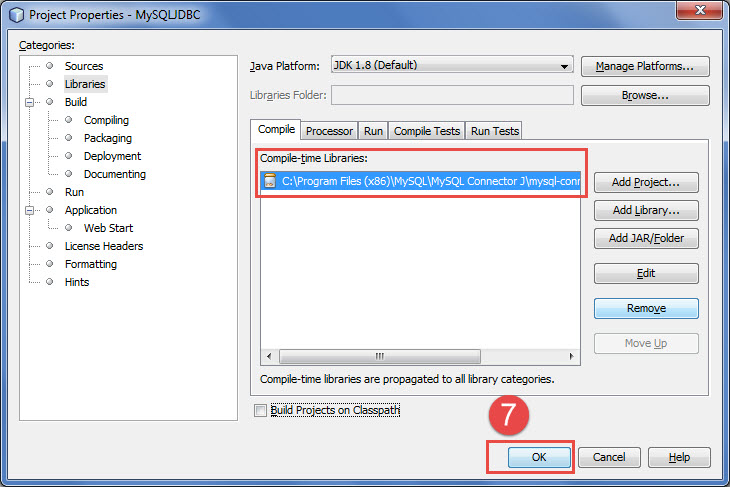 Project Properties - MySQLJDBC
Categories:
Sources
Libraries
Build
Compiling
Packaging
Deployment
Documenting
Run
Application
Web Start
License Headers
Formatting
Hints
Java Platform: JDK 1.8 (Default) Manage Platforms...
Libraries Folder: Browse...
Compile Processor Run Compile Tests Run Tests
Compile-time Libraries:
C:\Program Files (x86)\MySQL\MySQL Connector J\mysql-conn
Add Project...
Add Library...
Add JAR/Folder
Edit
Remove
Move Up
Compile-time libraries are propagated to all library categories.
Build Projects on Classpath
7
OK Cancel Help